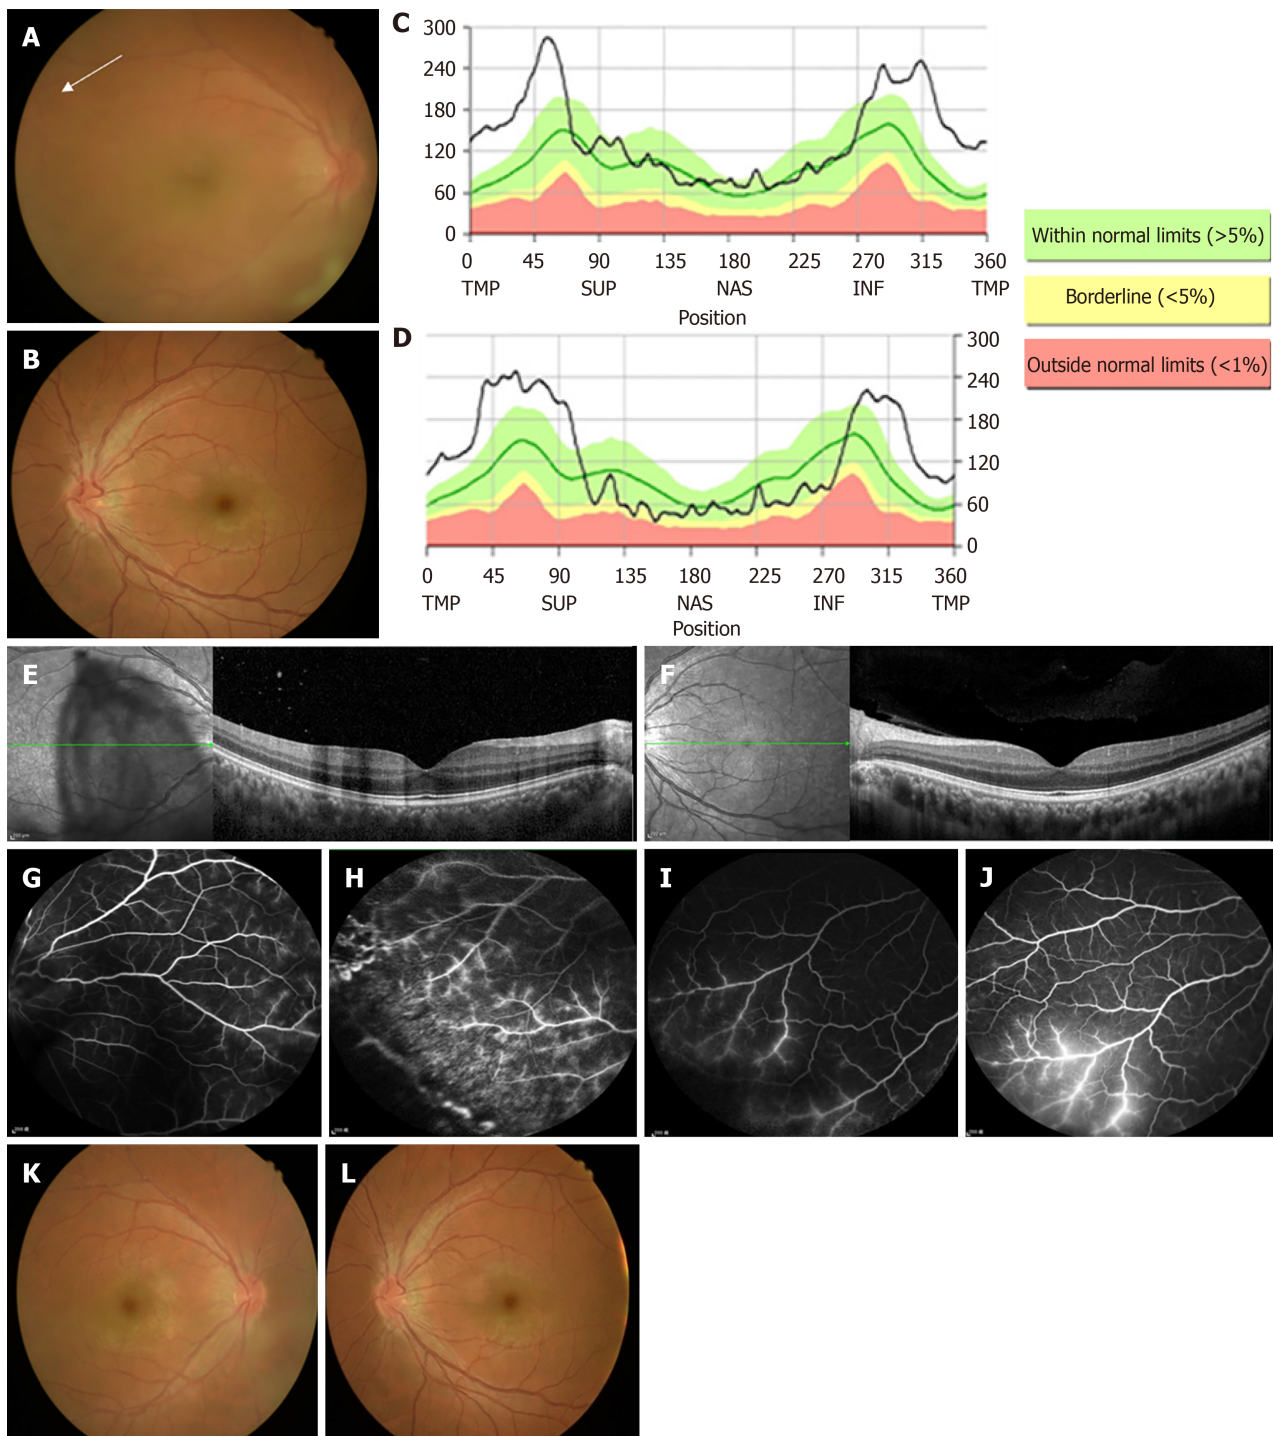 A
B
C
300
240
180
120
60
0
0 45 90 135 180 225 270 315 360
TMP SUP NAS INF TMP
Position
Within normal limits (>5%)
Borderline (<5%)
Outside normal limits (<1%)
D
300
240
180
120
60
0
0 45 90 135 180 225 270 315 360
TMP SUP NAS INF TMP
Position
E
F
G
H
I
J
K
L